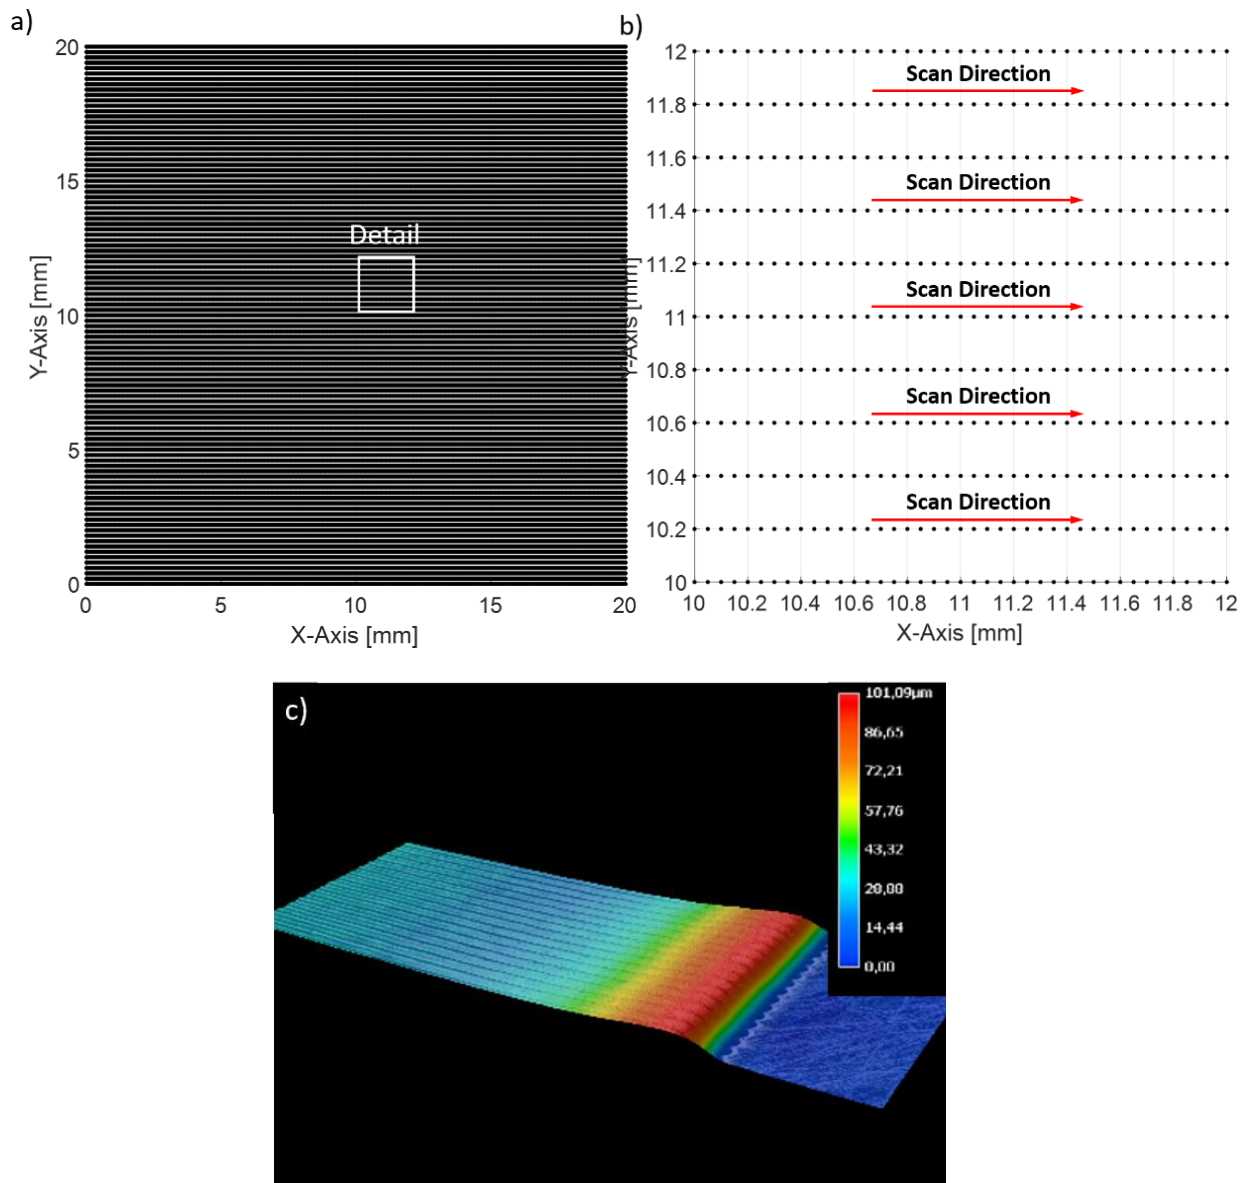 a)
20
15
10
5
0
0 5 10 15 20
Y-Axis [mm]
X-Axis [mm]
Detail
b)
12
11.8
11.6
11.4
11.2
11
10.8
10.6
10.4
10.2
10
10 10.2 10.4 10.6 10.8 11 11.2 11.4 11.6 11.8 12
Y-Axis [mm]
X-Axis [mm]
Scan Direction
Scan Direction
Scan Direction
Scan Direction
Scan Direction
c)
101,09µm
86,65
72,21
57,76
43,32
28,88
14,44
0,00